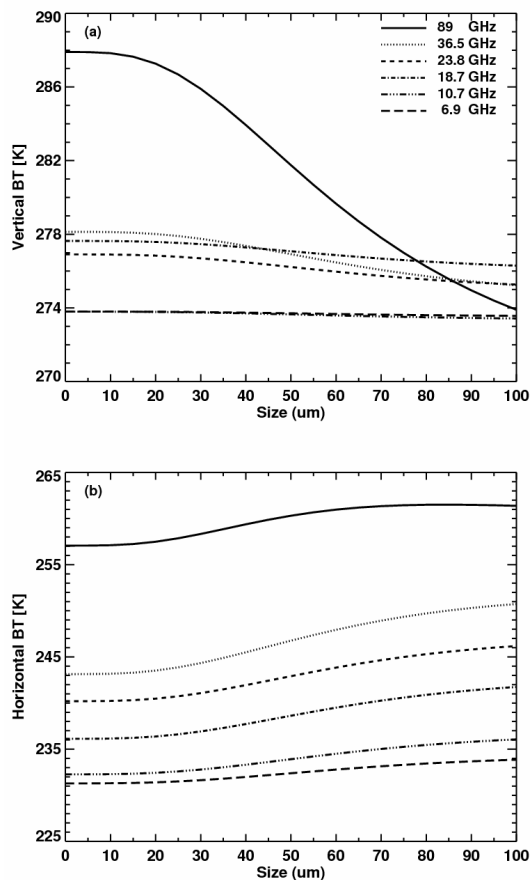 290
(a)
89 GHz
36.5 GHz
23.8 GHz
18.7 GHz
10.7 GHz
6.9 GHz
286
282
278
274
270
Vertical BT [K]
0 10 20 30 40 50 60 70 80 90 100
Size (um)
265
(b)
255
245
235
225
Horizontal BT [K]
0 10 20 30 40 50 60 70 80 90 100
Size (um)